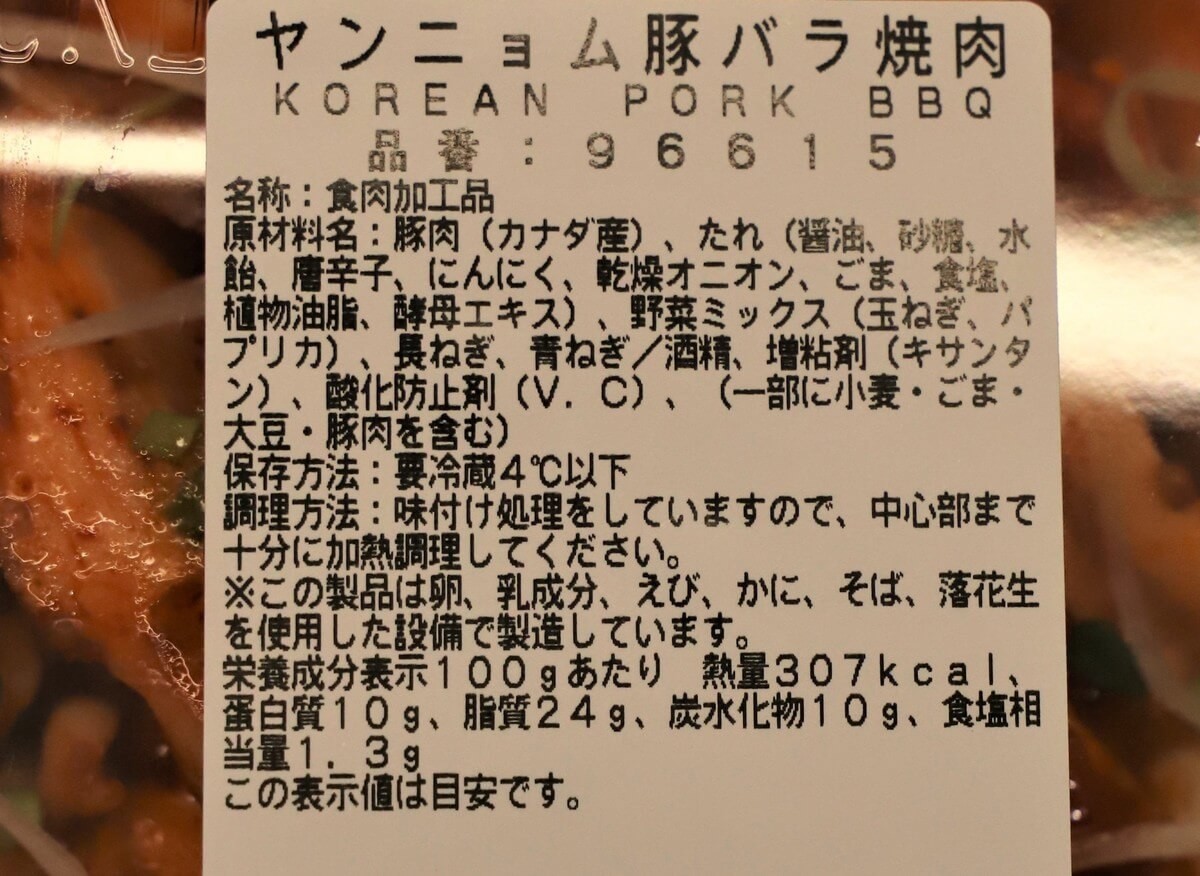 ヤンニョム豚バラ焼肉
KOREAN PORK BBQ
品番：96615
名称：食肉加工品
原材料名：豚肉（カナダ産）、たれ（醤油、砂糖、水
飴、唐辛子、にんにく、乾燥オニオン、ごま、食塩、
植物油脂、酵母エキス）、野菜ミックス（玉ねぎ、パ
プリカ）、長ねぎ、青ねぎ／酒精、増粘剤（キサンタ
ン）、酸化防止剤（V．C）、（一部に小麦・ごま・
大豆・豚肉を含む）
保存方法：要冷蔵4℃以下
調理方法：味付け処理をしていますので、中心部まで
十分に加熱調理してください。
※この製品は卵、乳成分、えび、かに、そば、落花生
を使用した設備で製造しています。
栄養成分表示100gあたり　熱量307kcal、
蛋白質10g、脂質24g、炭水化物10g、食塩相
当量1．3g
この表示値は目安です。